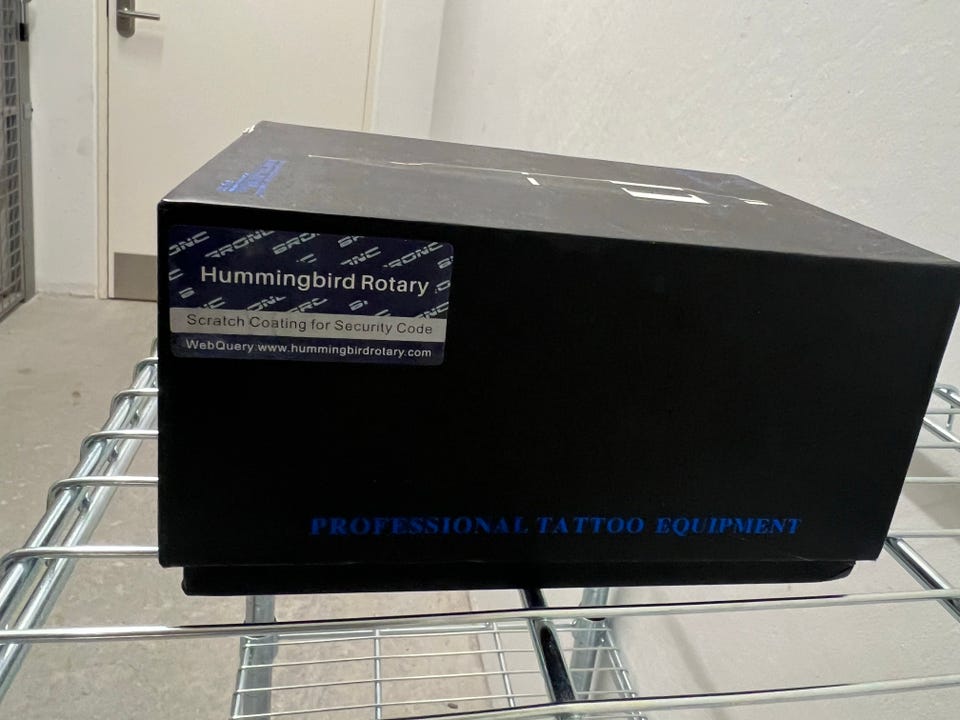 Hummingbird Rotary
Scratch Coating for Security Code
WebQuery:www.hummingbirdrotary.com
PROFESSIONAL TATTOO EQUIPMENT